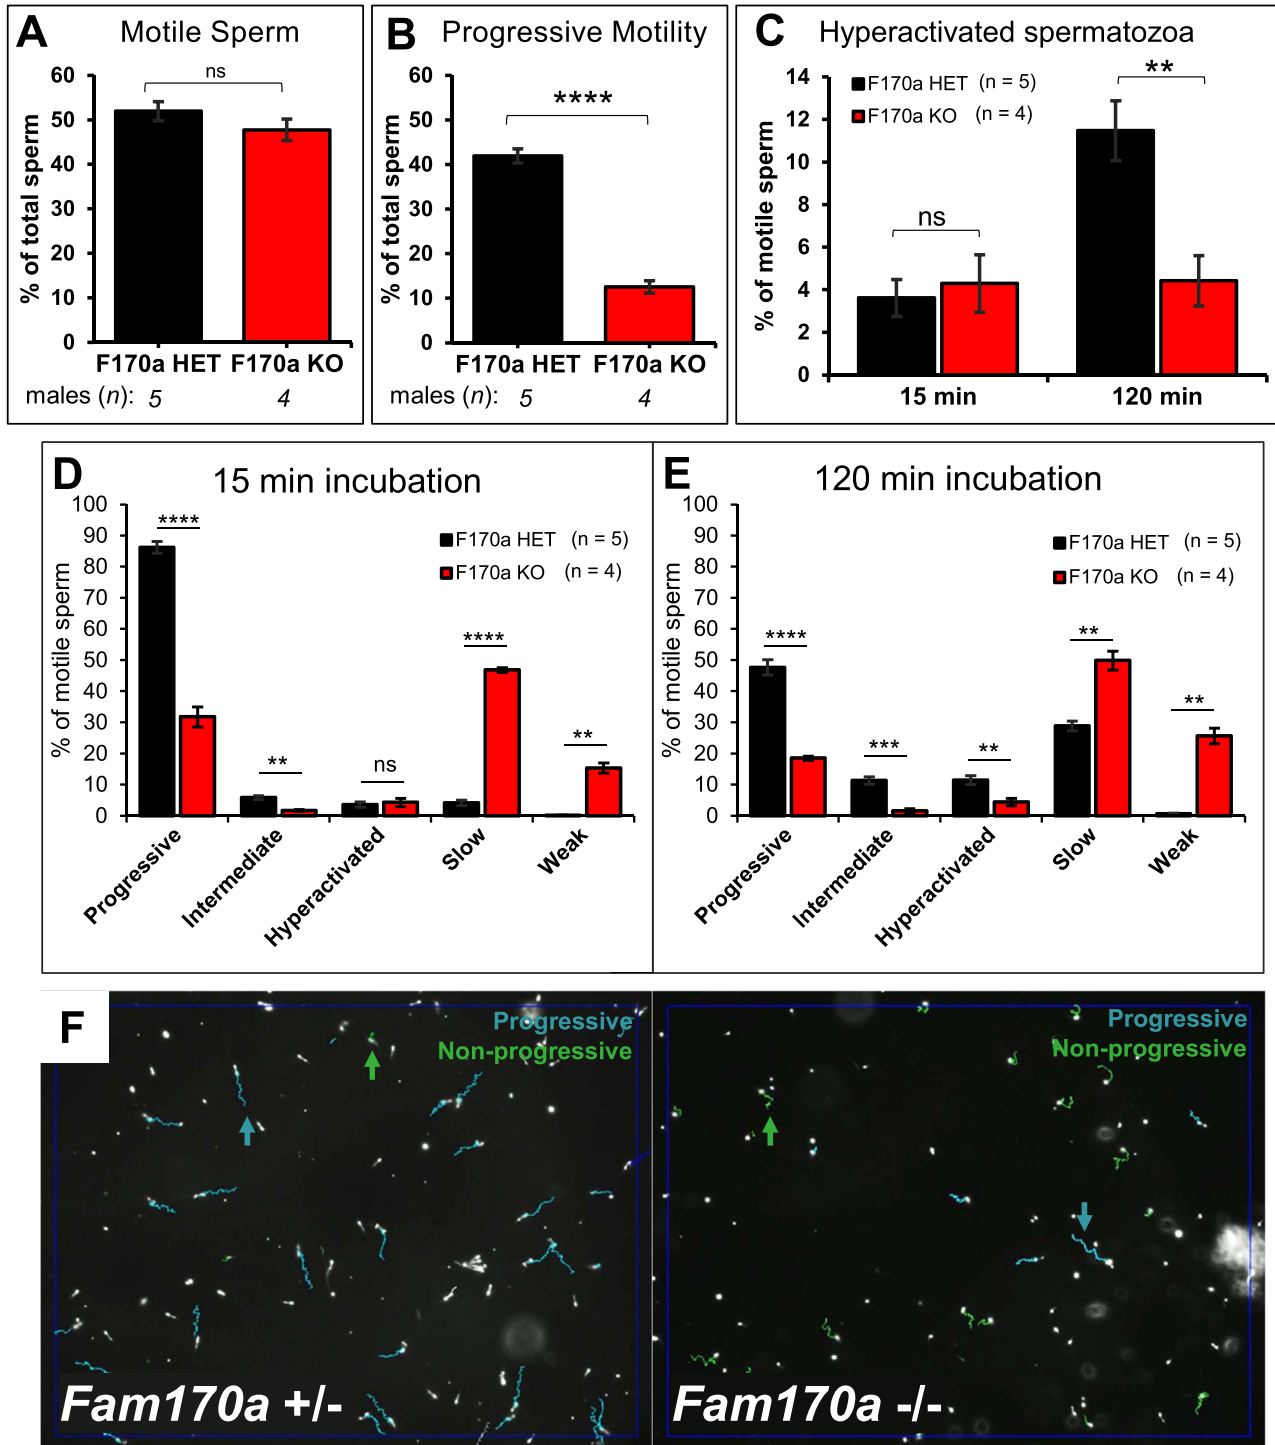 A Motile Sperm
% of total sperm
60
50
40
30
20
10
0
ns
F170a HET F170a KO
males (n): 5 4
B Progressive Motility
% of total sperm
60
50
40
30
20
10
0
****
F170a HET F170a KO
males (n): 5 4
C Hyperactivated spermatozoa
% of motile sperm
14
12
10
8
6
4
2
0
F170a HET (n = 5)
F170a KO (n = 4)
ns
**
15 min 120 min
D 15 min incubation
% of motile sperm
100
90
80
70
60
50
40
30
20
10
0
F170a HET (n = 5)
F170a KO (n = 4)
****
**
ns
****
**
Progressive
Intermediate
Hyperactivated
Slow
Weak
E 120 min incubation
% of motile sperm
100
90
80
70
60
50
40
30
20
10
0
F170a HET (n = 5)
F170a KO (n = 4)
****
***
**
**
**
Progressive
Intermediate
Hyperactivated
Slow
Weak
F
Progressive
Non-progressive
Fam170a +/-
Progressive
Non-progressive
Fam170a -/-